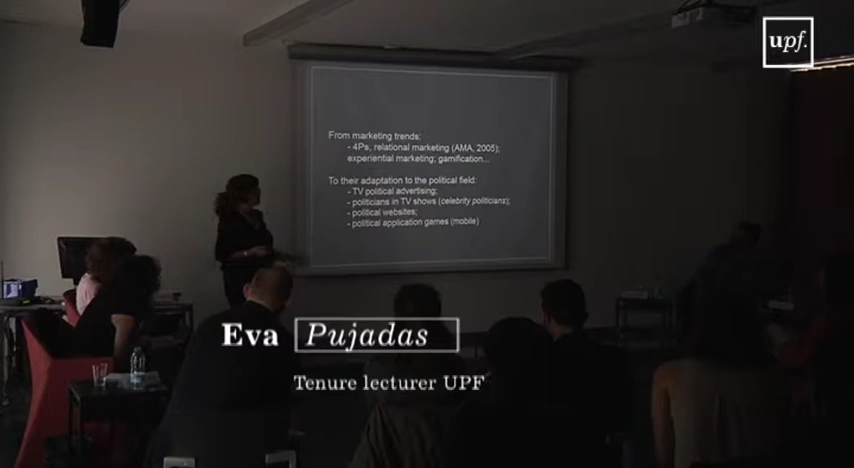 upf.
From marketing trends:
- 4Ps, relational marketing (AMA, 2005);
experiential marketing; gamification...
To their adaptation to the political field:
- TV political advertising;
- politicians in TV shows (celebrity politicians);
- political websites;
- political application games (mobile)
Eva Pujadas
Tenure lecturer UPF